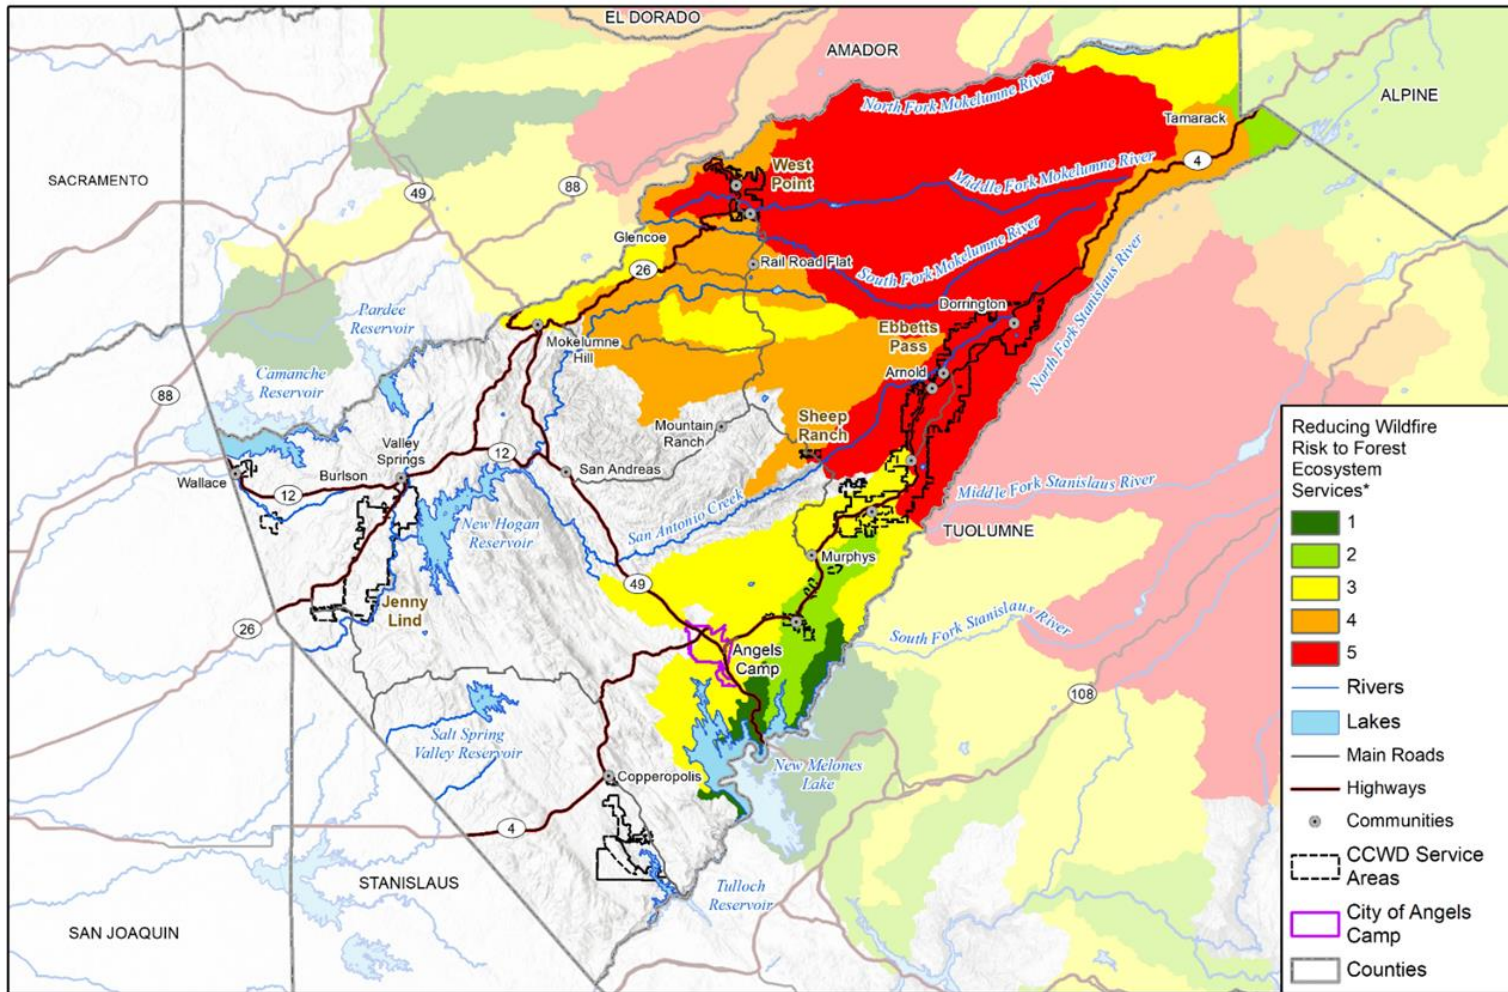 EL DORADO
AMADOR
ALPINE
SACRAMENTO
North Fork Mokelumne River
Tamarack
4
49
88
West
Point
Middle Fork Mokelumne River
Glencoe
26
Rail Road Flat
South Fork Mokelumne River
Dorrington
Pardee
Reservoir
Mokelumne
Hill
Ebbetts
Pass
Arnold
North Fork Stanislaus River
Camanche
Reservoir
88
Sheep
Ranch
Mountain
Ranch
Valley
Springs
12
San Andreas
Wallace
Burlson
12
New Hogan
Reservoir
San Antonio Creek
Middle Fork Stanislaus River
TUOLUMNE
Murphys
49
Jenny
Lind
26
South Fork Stanislaus River
Angels
Camp
108
Salt Spring
Valley Reservoir
New Melones
Lake
Copperopolis
4
STANISLAUS
Tulloch
Reservoir
SAN JOAQUIN
Reducing Wildfire
Risk to Forest
Ecosystem
Services*
1
2
3
4
5
Rivers
Lakes
Main Roads
Highways
Communities
CCWD Service
Areas
City of Angels
Camp
Counties